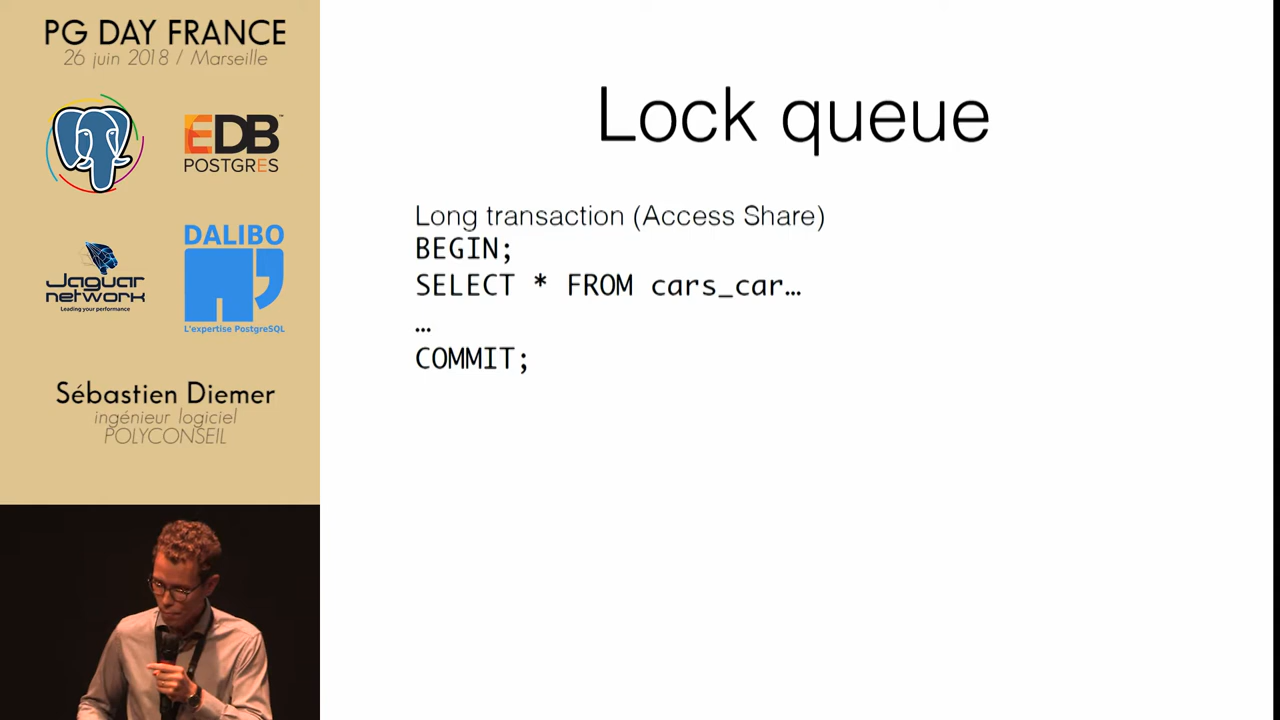 PG DAY FRANCE
26 juin 2018 / Marseille
EDB
POSTGRES
Jaguar
network
Leading your performance
DALIBO
L'expertise PostgreSQL
Sébastien Diemer
ingénieur logiciel
POLYCONSEIL
Lock queue
Long transaction (Access Share)
BEGIN;
SELECT * FROM cars_car…
…
COMMIT;